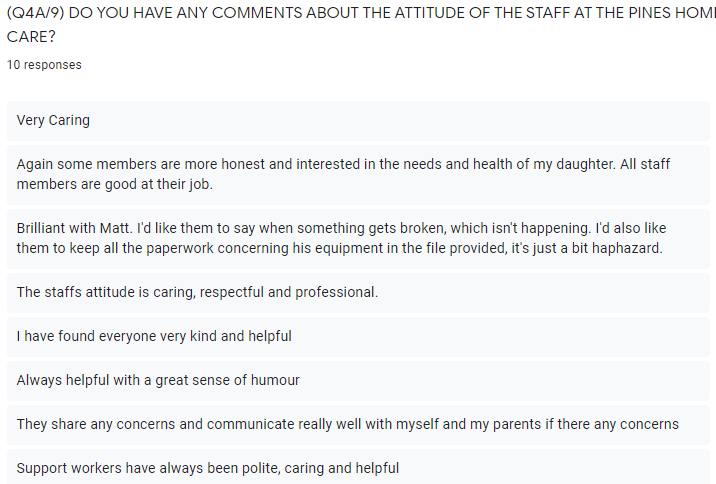 (Q4A/9) DO YOU HAVE ANY COMMENTS ABOUT THE ATTITUDE OF THE STAFF AT THE PINES HOM
CARE?
10 responses
Very Caring
Again some members are more honest and interested in the needs and health of my daughter. All staff
members are good at their job.
Brilliant with Matt. I'd like them to say when something gets broken, which isn't happening. I'd also like
them to keep all the paperwork concerning his equipment in the file provided, it's just a bit haphazard.
The staffs attitude is caring, respectful and professional.
I have found everyone very kind and helpful
Always helpful with a great sense of humour
They share any concerns and communicate really well with myself and my parents if there any concerns
Support workers have always been polite, caring and helpful